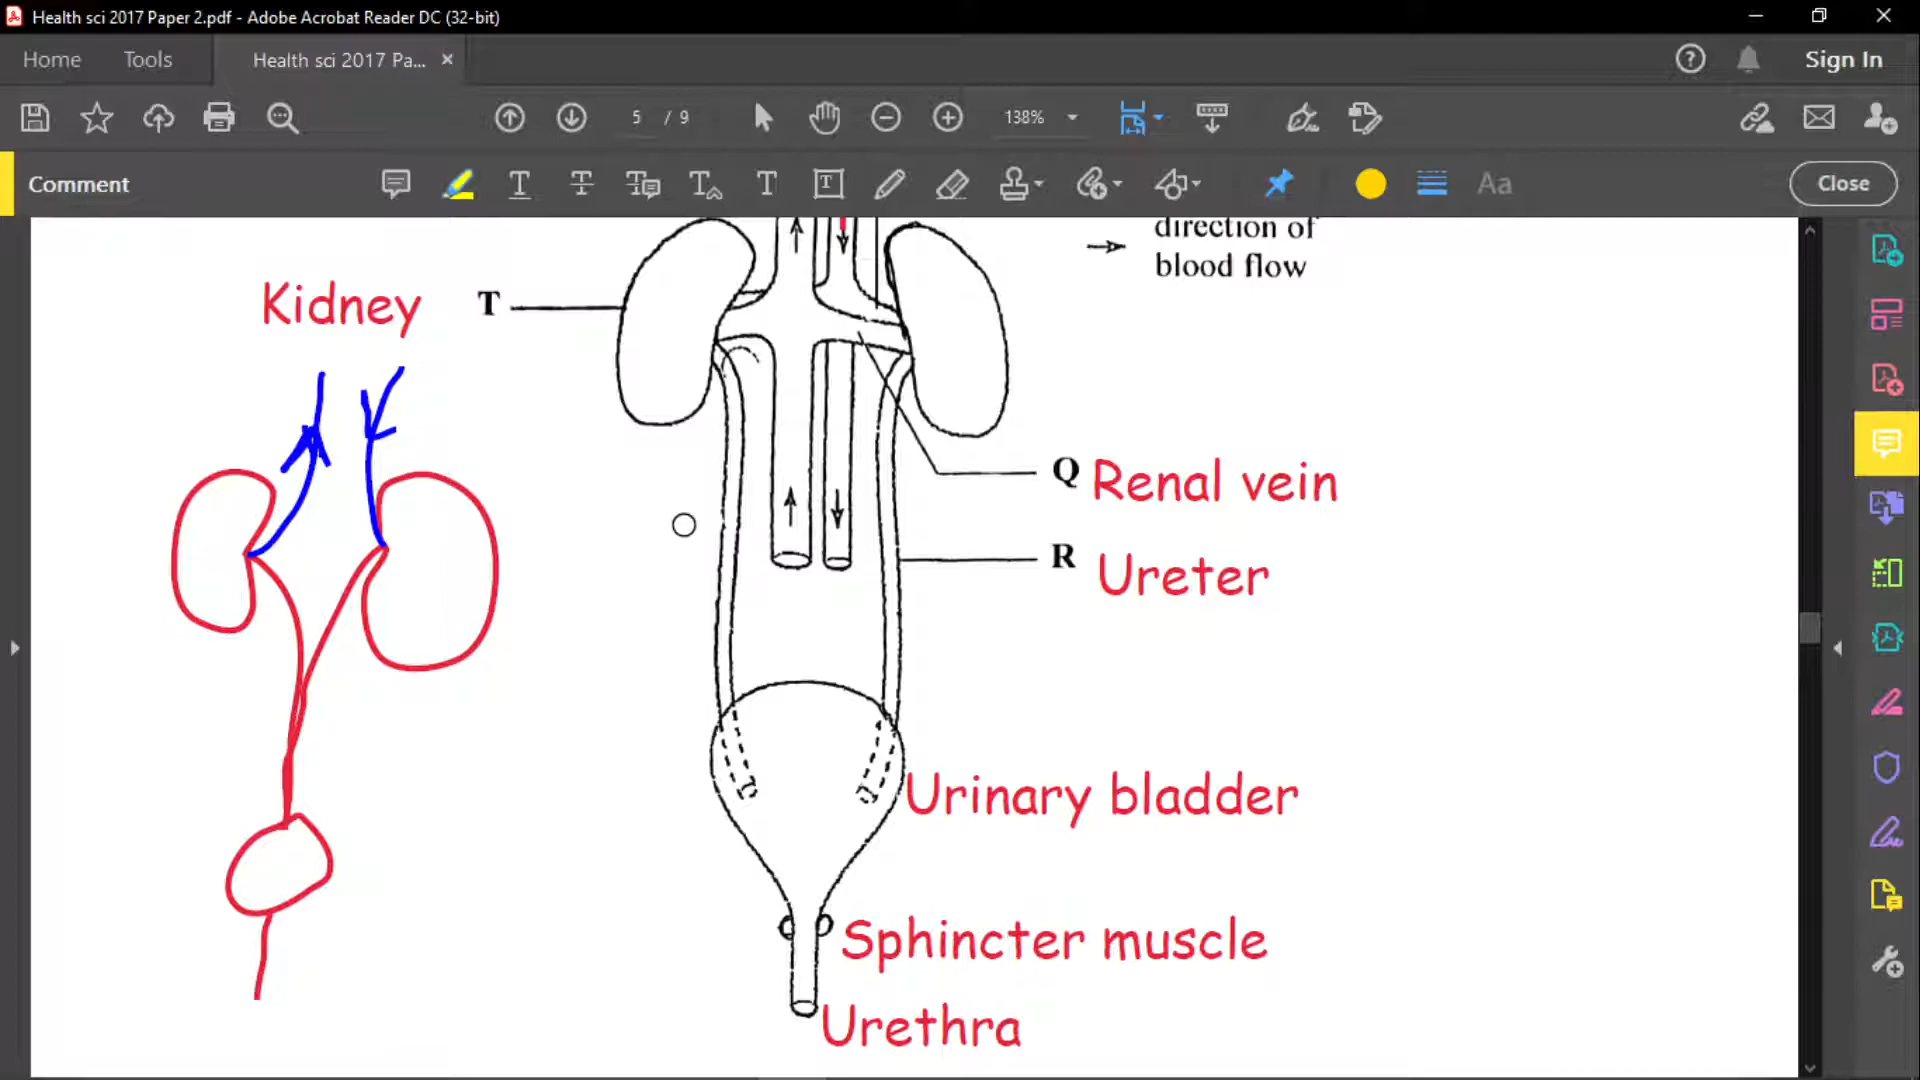 Health sci 2017 Paper 2.pdf - Adobe Acrobat Reader DC (32-bit)
Home
Tools
Health sci 2017 Pa...
Sign In
5 / 9
138%
Comment
Aa
Close
direction of
blood flow
Kidney
T
Q
Renal vein
R
Ureter
Urinary bladder
Sphincter muscle
Urethra